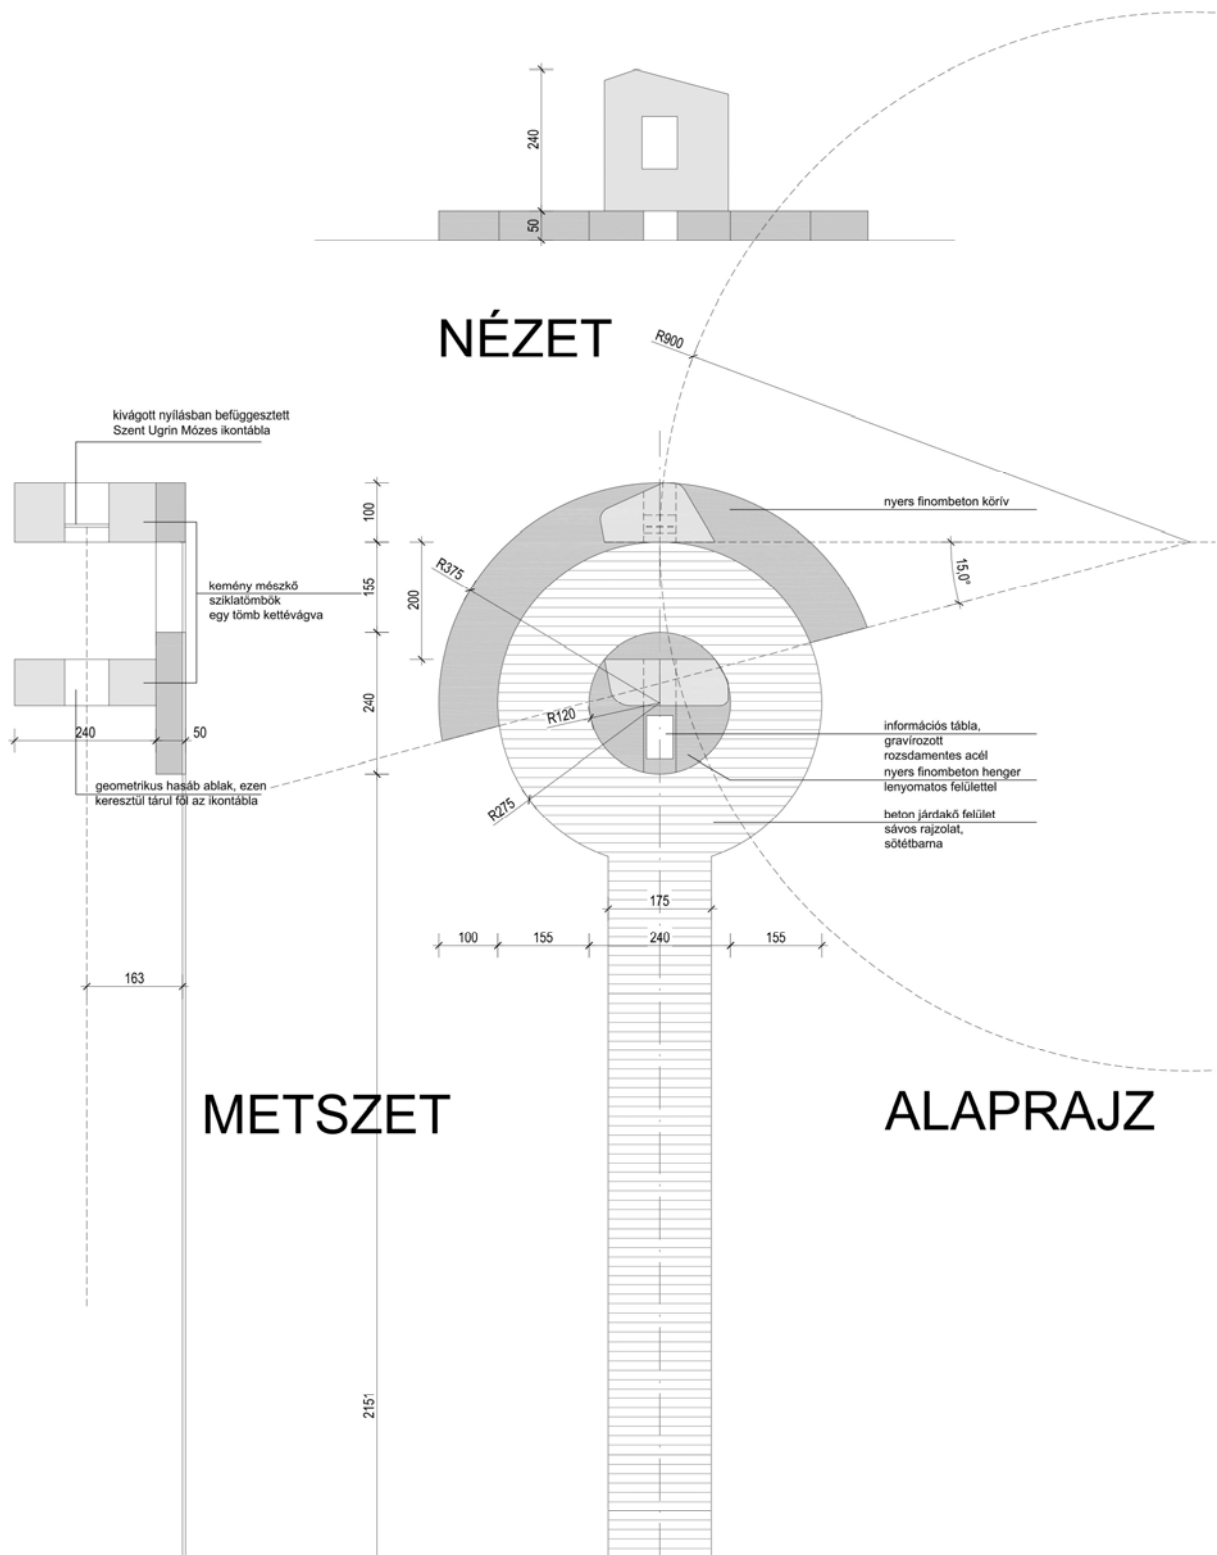 240
50
NÉZET
R900
kivágott nyílásban befüggesztett
Szent Ugrin Mózes ikontábla
100
nyers finombeton körív
R375
155
200
15,0°
kemény mészkő
sziklatömbök
egy tömb kettévágva
240
R120
információs tábla,
gravírozott
rozsdamentes acél
240
50
nyers finombeton henger
lenyomatos felülettel
geometrikus hasáb ablak, ezen
keresztül tárul föl az ikontábla
R275
beton járdakő felület
sávos rajzolat,
sötétbarna
175
100
155
240
155
163
METSZET
ALAPRAJZ
2151